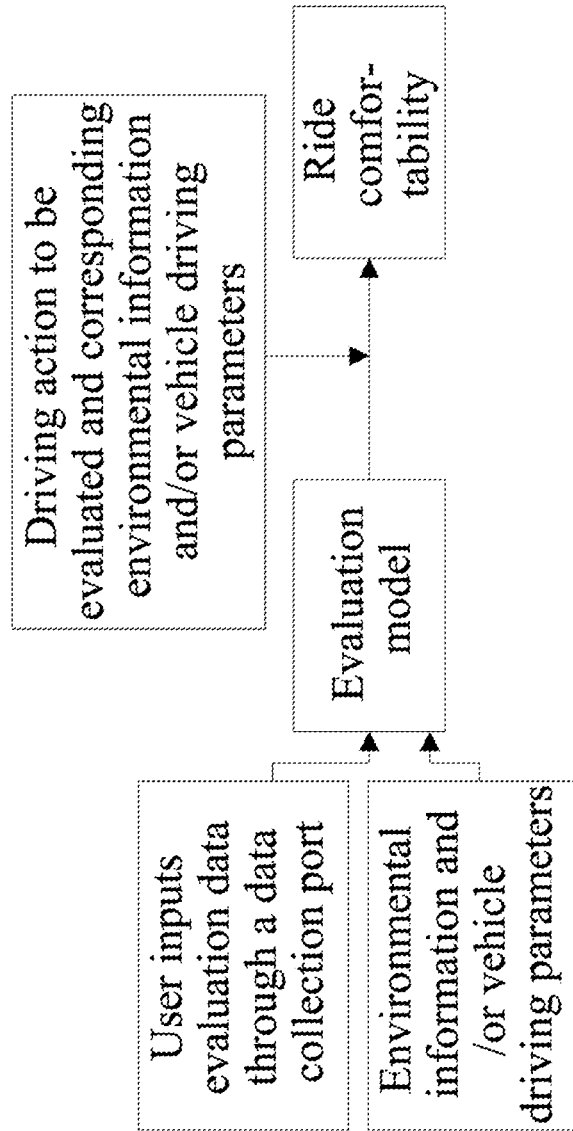 User inputs
evaluation data
through a data
collection port
Environmental
information and
/or vehicle
driving parameters
Evaluation
model
Driving action to be
evaluated and corresponding
environmental information
and/or vehicle driving
parameters
Ride
comfor-
tability